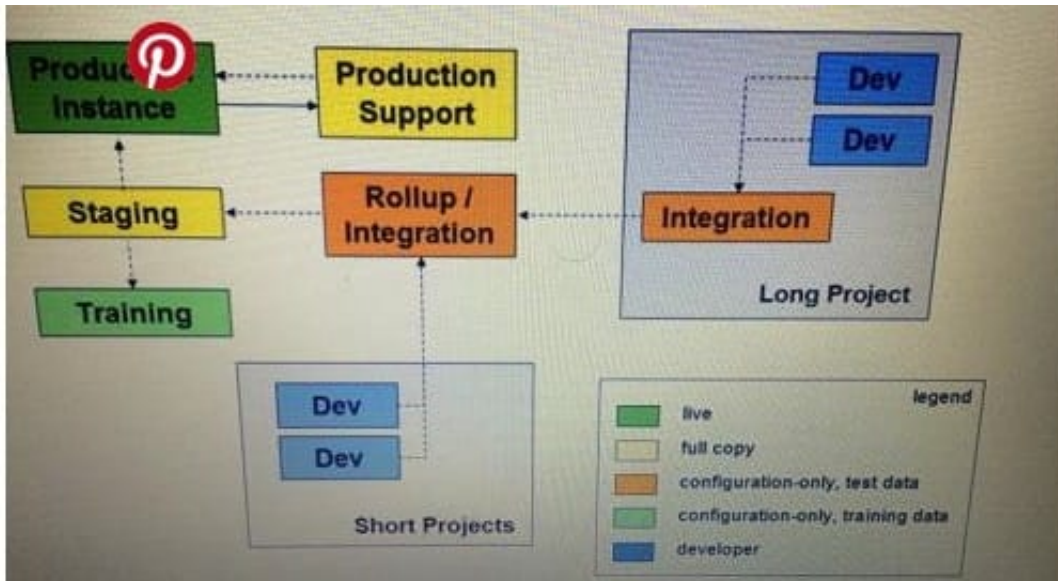 Instance
Production
Support
Dev
Dev
Staging
Rollup /
Integration
Integration
Training
Long Project
Dev
Dev
Short Projects
legend
live
full copy
configuration-only, test data
configuration-only, training data
developer